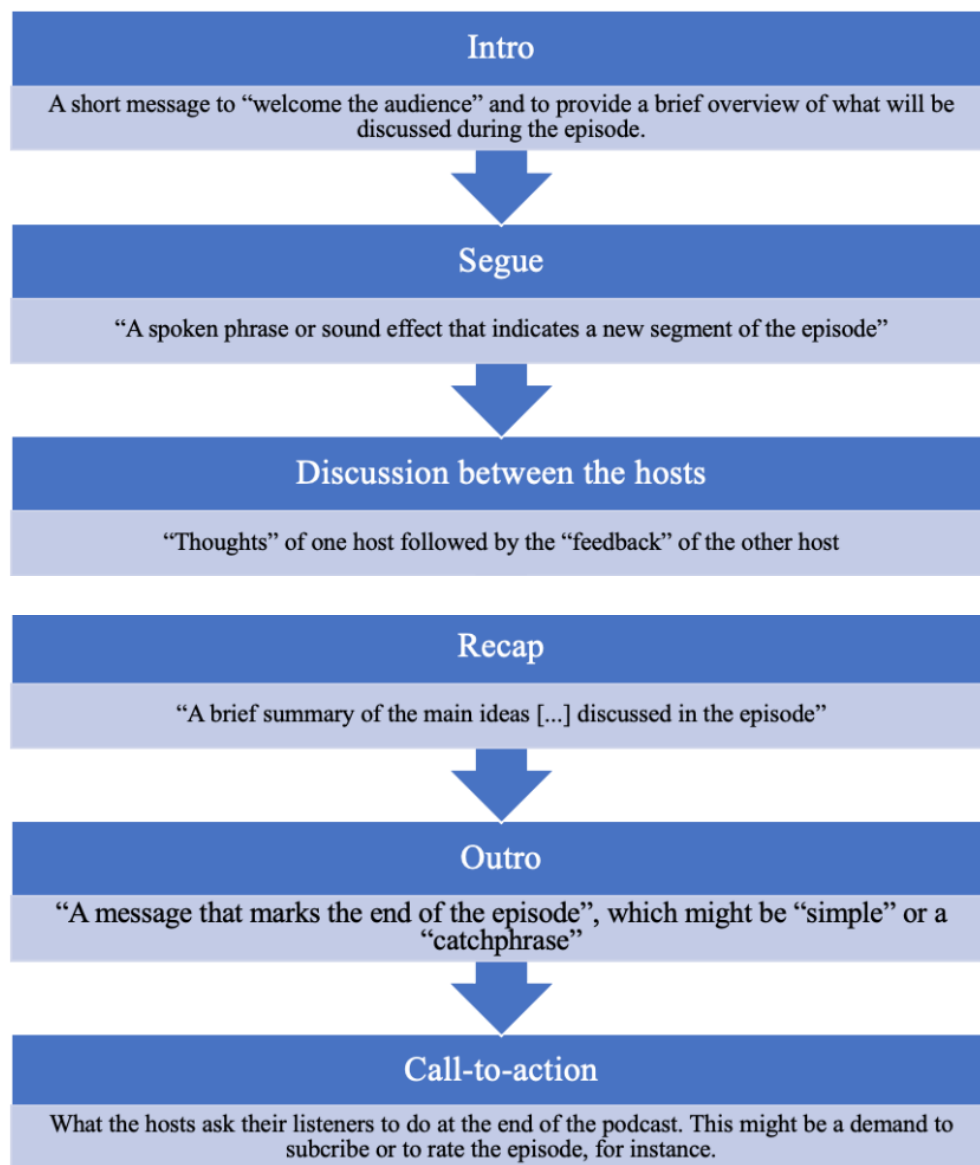 Intro
A short message to “welcome the audience” and to provide a brief overview of what will be
discussed during the episode.
Segue
“A spoken phrase or sound effect that indicates a new segment of the episode”
Discussion between the hosts
“Thoughts” of one host followed by the “feedback” of the other host
Recap
“A brief summary of the main ideas [...] discussed in the episode”
Outro
“A message that marks the end of the episode”, which might be “simple” or a
“catchphrase”
Call-to-action
What the hosts ask their listeners to do at the end of the podcast. This might be a demand to
subcribe or to rate the episode, for instance.